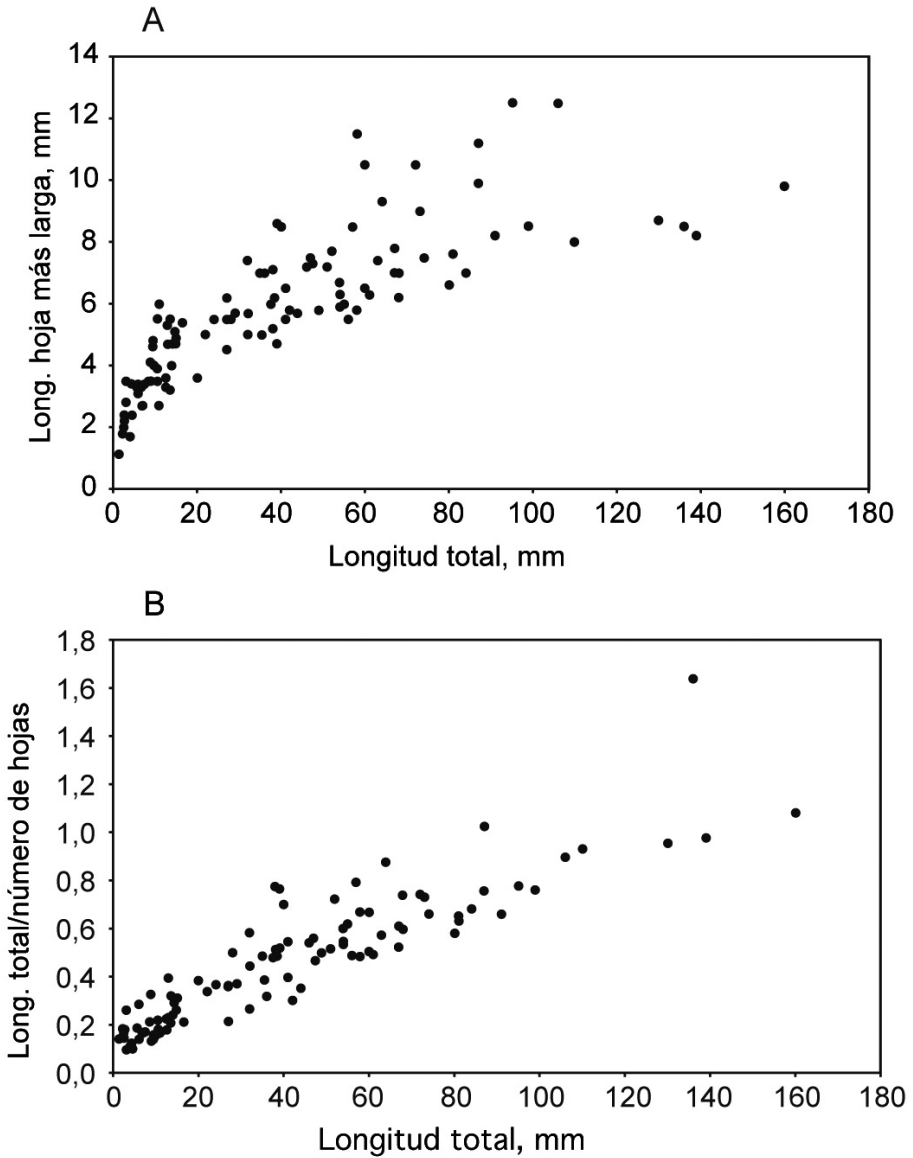 A
14
12
10
8
6
4
2
0
Long. hoja más larga, mm
0 20 40 60 80 100 120 140 160 180
Longitud total, mm
B
1,8
1,6
1,4
1,2
1,0
0,8
0,6
0,4
0,2
0,0
Long. total/número de hojas
0 20 40 60 80 100 120 140 160 180
Longitud total, mm